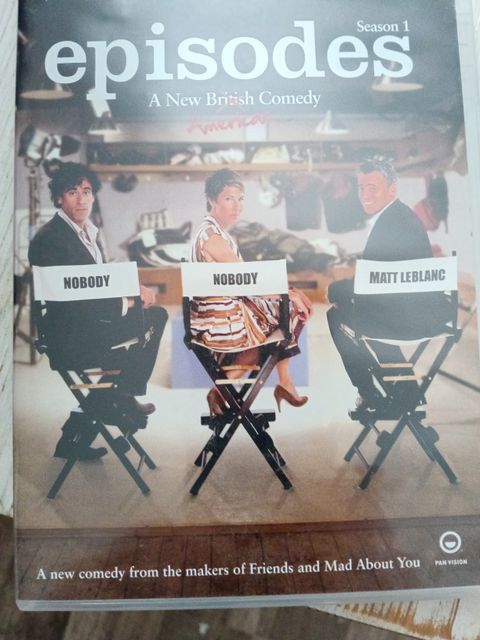 Season 1
episodes
A New British Comedy
American
NOBODY
NOBODY
MATT LEBLANC
A new comedy from the makers of Friends and Mad About You
PAN VISION